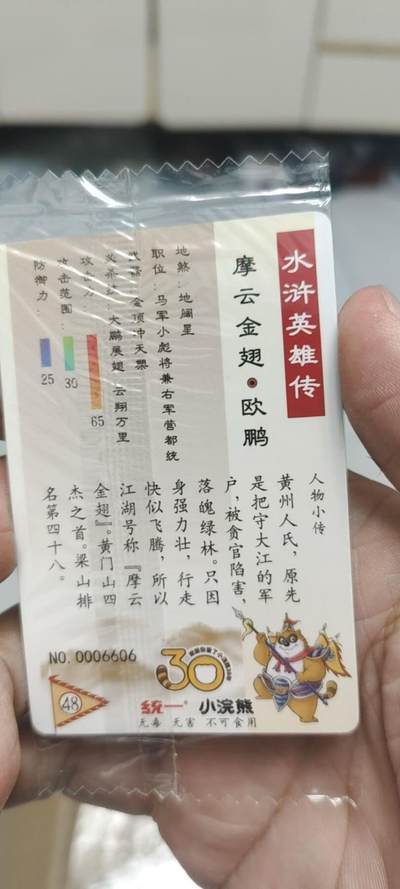 水浒英雄传
摩云金翅·欧鹏
地煞:地阔星
职位:马军小彪将兼右军营都统
武器:金顶冲天槊
大鹏展翅 云翔万里
攻击力:
65
攻击范围:
30
防御力:
25
人物小传
黄州人氏,原先
是把守大江的军
户,被贪官陷害,
落魄绿林。只因
身强力壮,行走
快似飞腾,所以
江湖号称『摩云
金翅』。黄门山四
杰之首。梁山排
名第四十八。
NO.0006606
30
48
统一 小浣熊
无毒 无害 不可食用